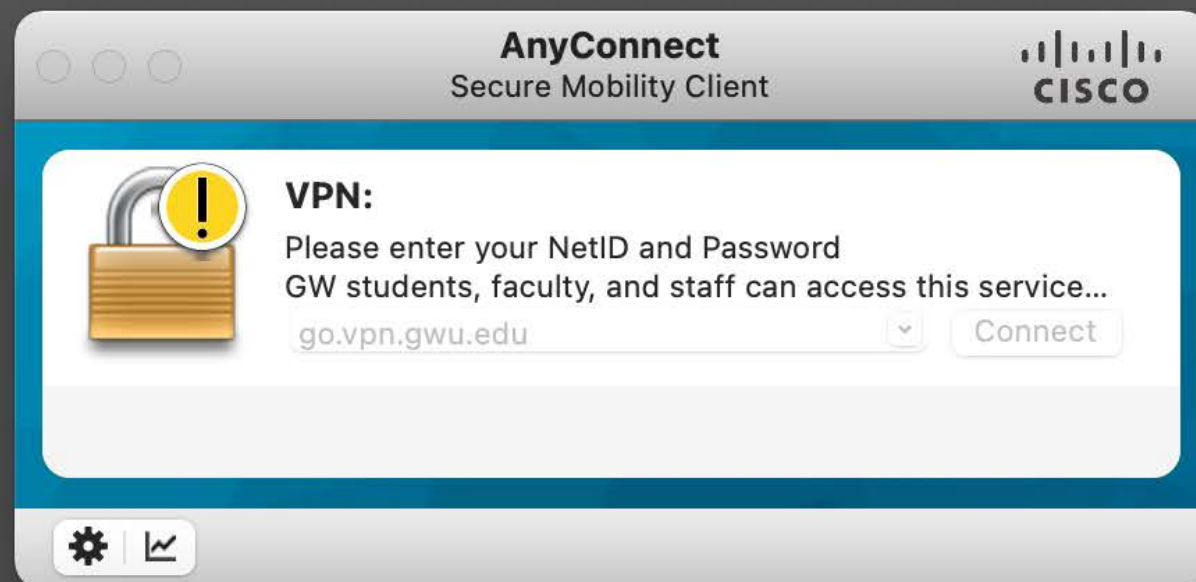 AnyConnect
Secure Mobility Client
CISCO
VPN:
Please enter your NetID and Password
GW students, faculty, and staff can access this service...
go.vpn.gwu.edu
Connect